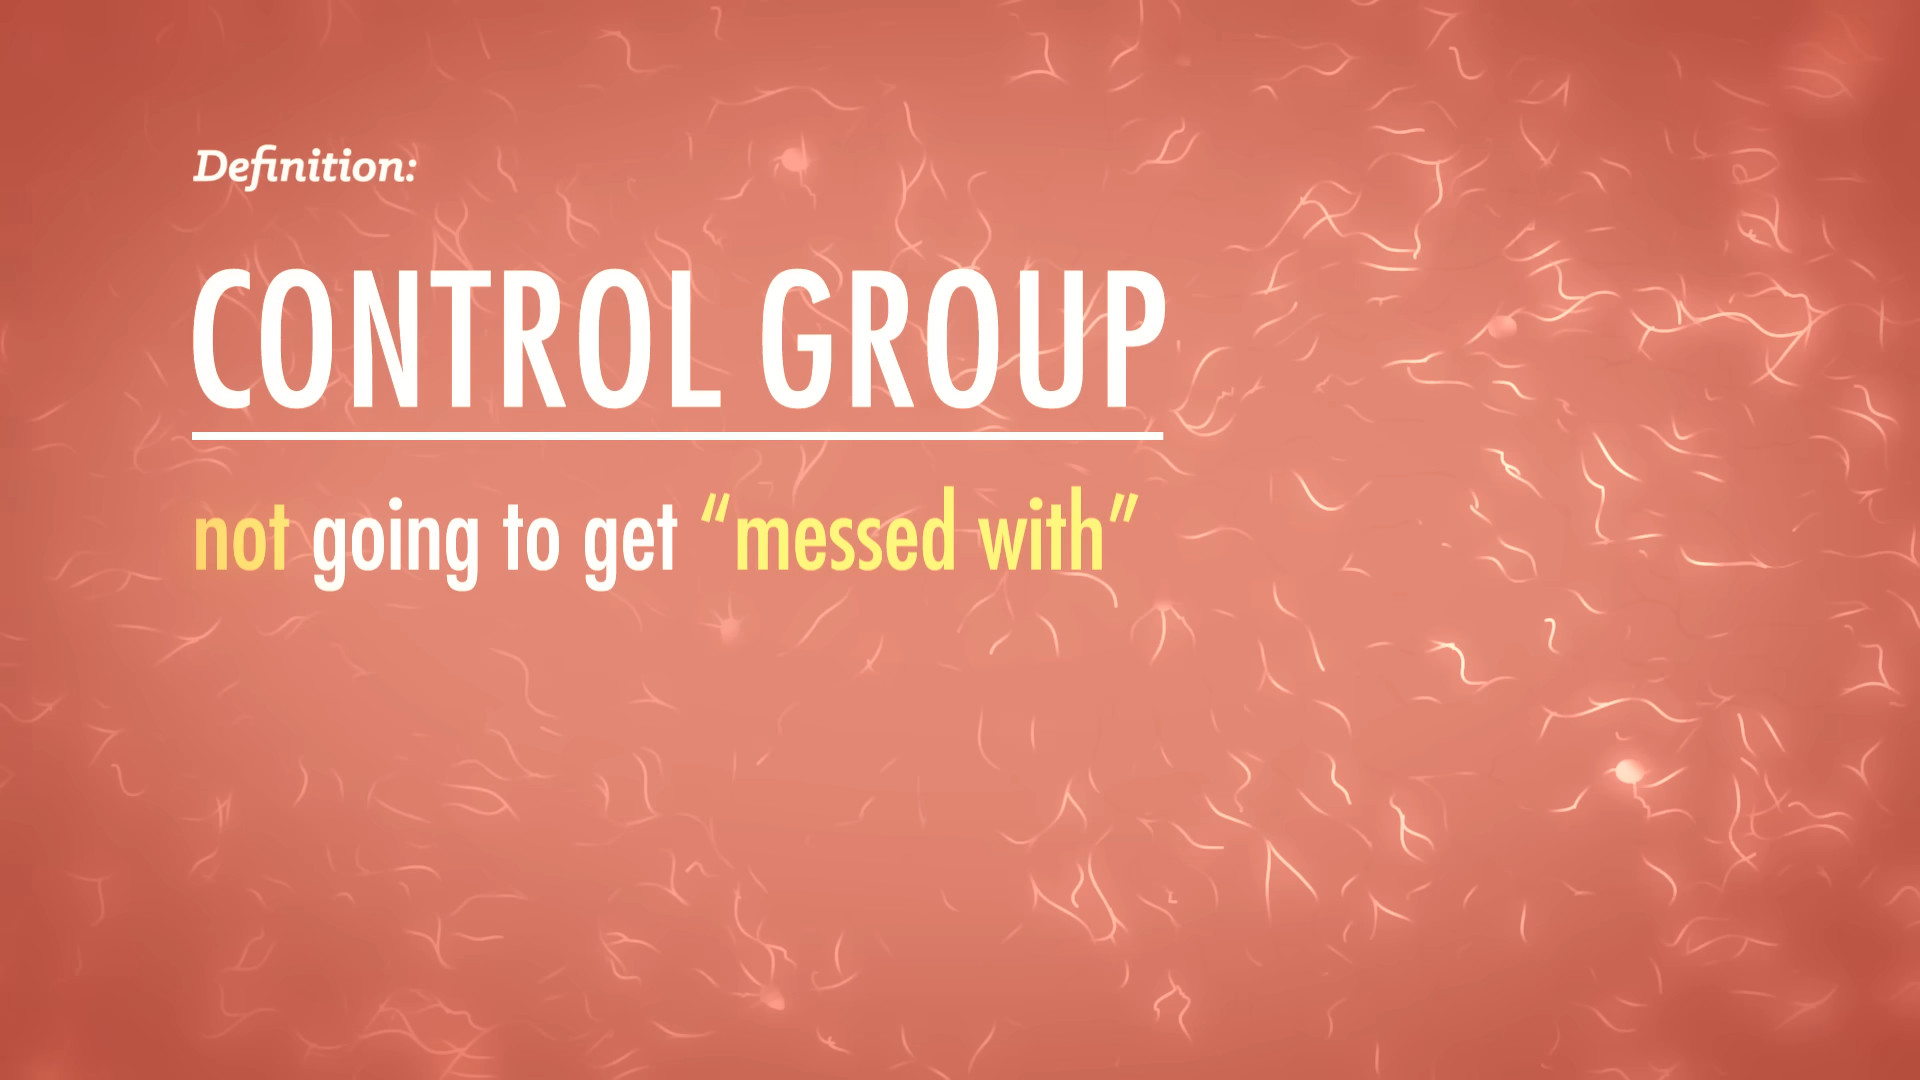 Definition:
CONTROL GROUP
not going to get “messed with”